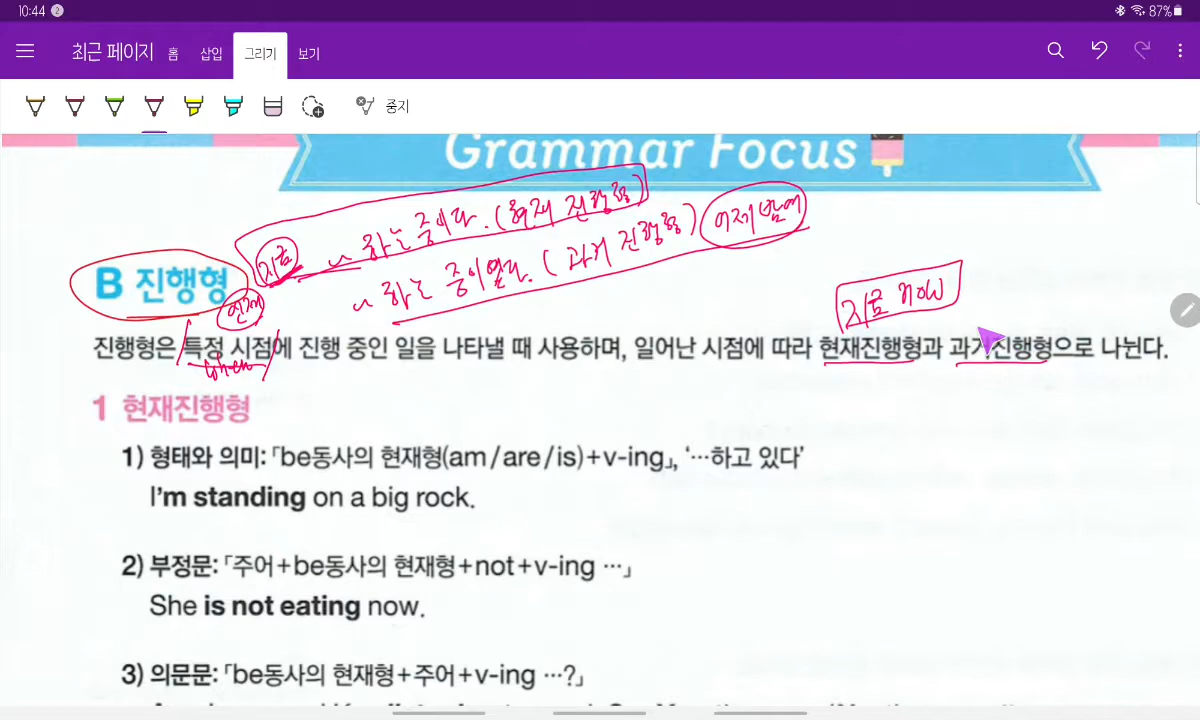 10:44 2 87%
최근 페이지 홈 삽입 그리기 보기
중지
Grammar Focus
지금 ~ 하는 중이다. (현재 진행형)
~ 하는 중이었다. (과거 진행형) 어제 밤에
B 진행형
언제
지금 now
진행형은 특정 시점에 진행 중인 일을 나타낼 때 사용하며, 일어난 시점에 따라 현재진행형과 과거진행형으로 나뉜다.
when
1 현재진행형
1) 형태와 의미: 「be동사의 현재형(am/are/is)+v-ing」, ‘…하고 있다’
I’m standing on a big rock.
2) 부정문: 「주어+be동사의 현재형+not+v-ing …」
She is not eating now.
3) 의문문: 「be동사의 현재형+주어+v-ing …?」